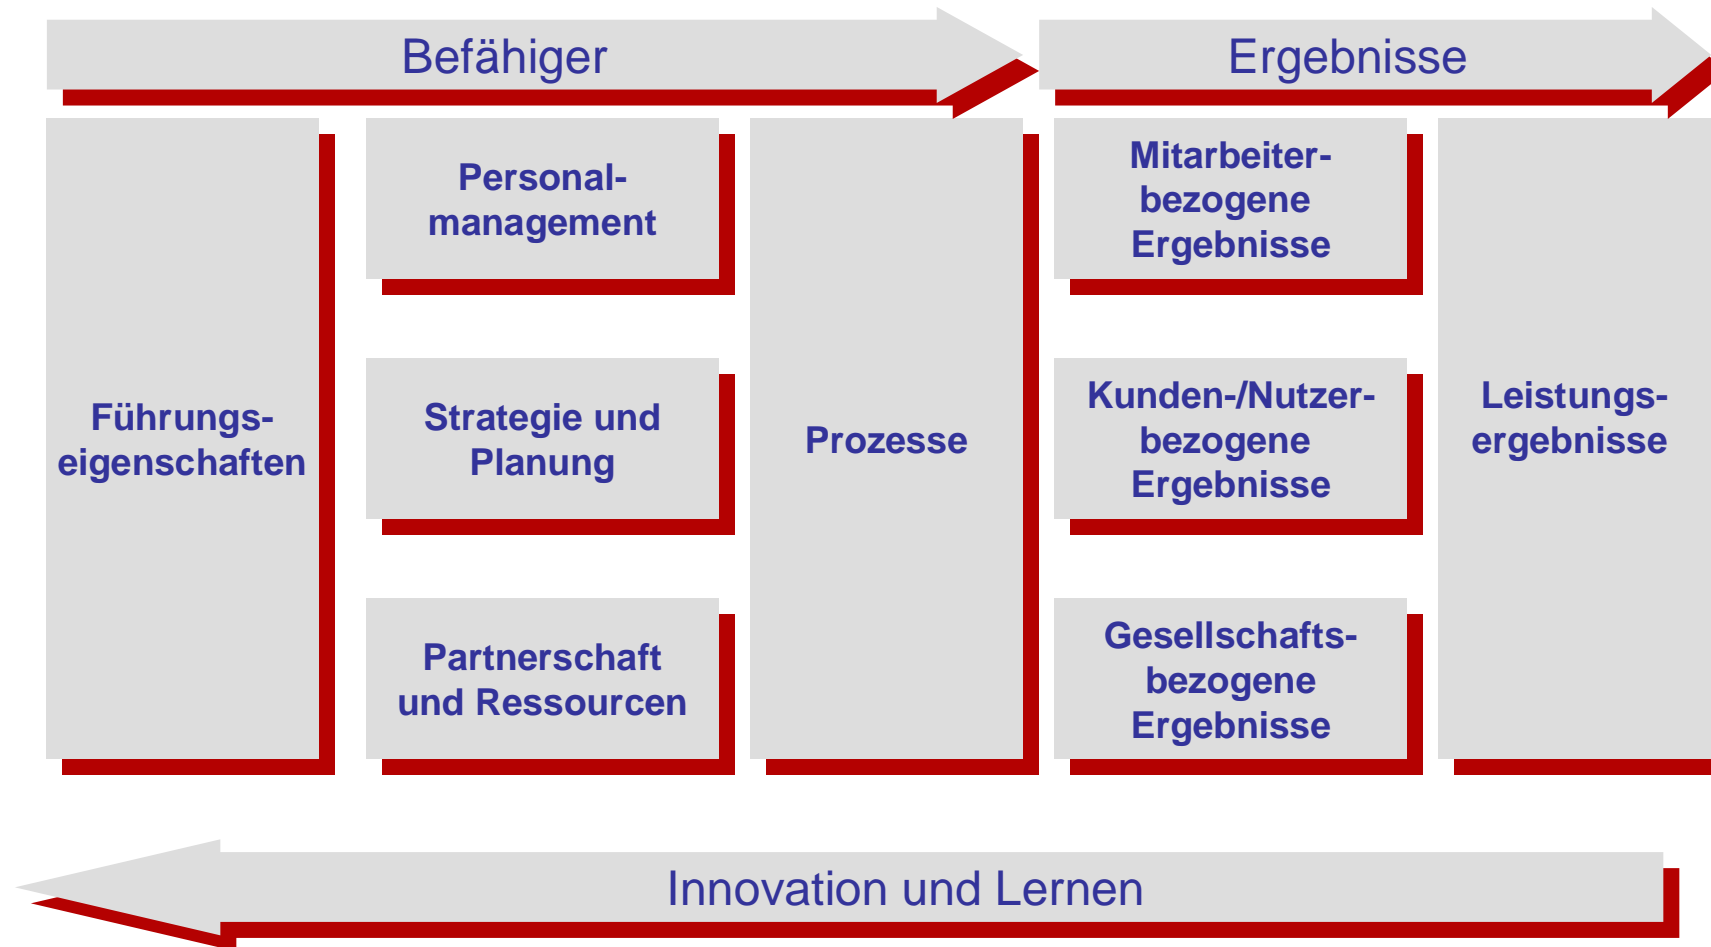 Befähiger
Ergebnisse
Führungs-
eigenschaften
Personal-
management
Strategie und
Planung
Partnerschaft
und Ressourcen
Prozesse
Mitarbeiter-
bezogene
Ergebnisse
Kunden-/Nutzer-
bezogene
Ergebnisse
Gesellschafts-
bezogene
Ergebnisse
Leistungs-
ergebnisse
Innovation und Lernen